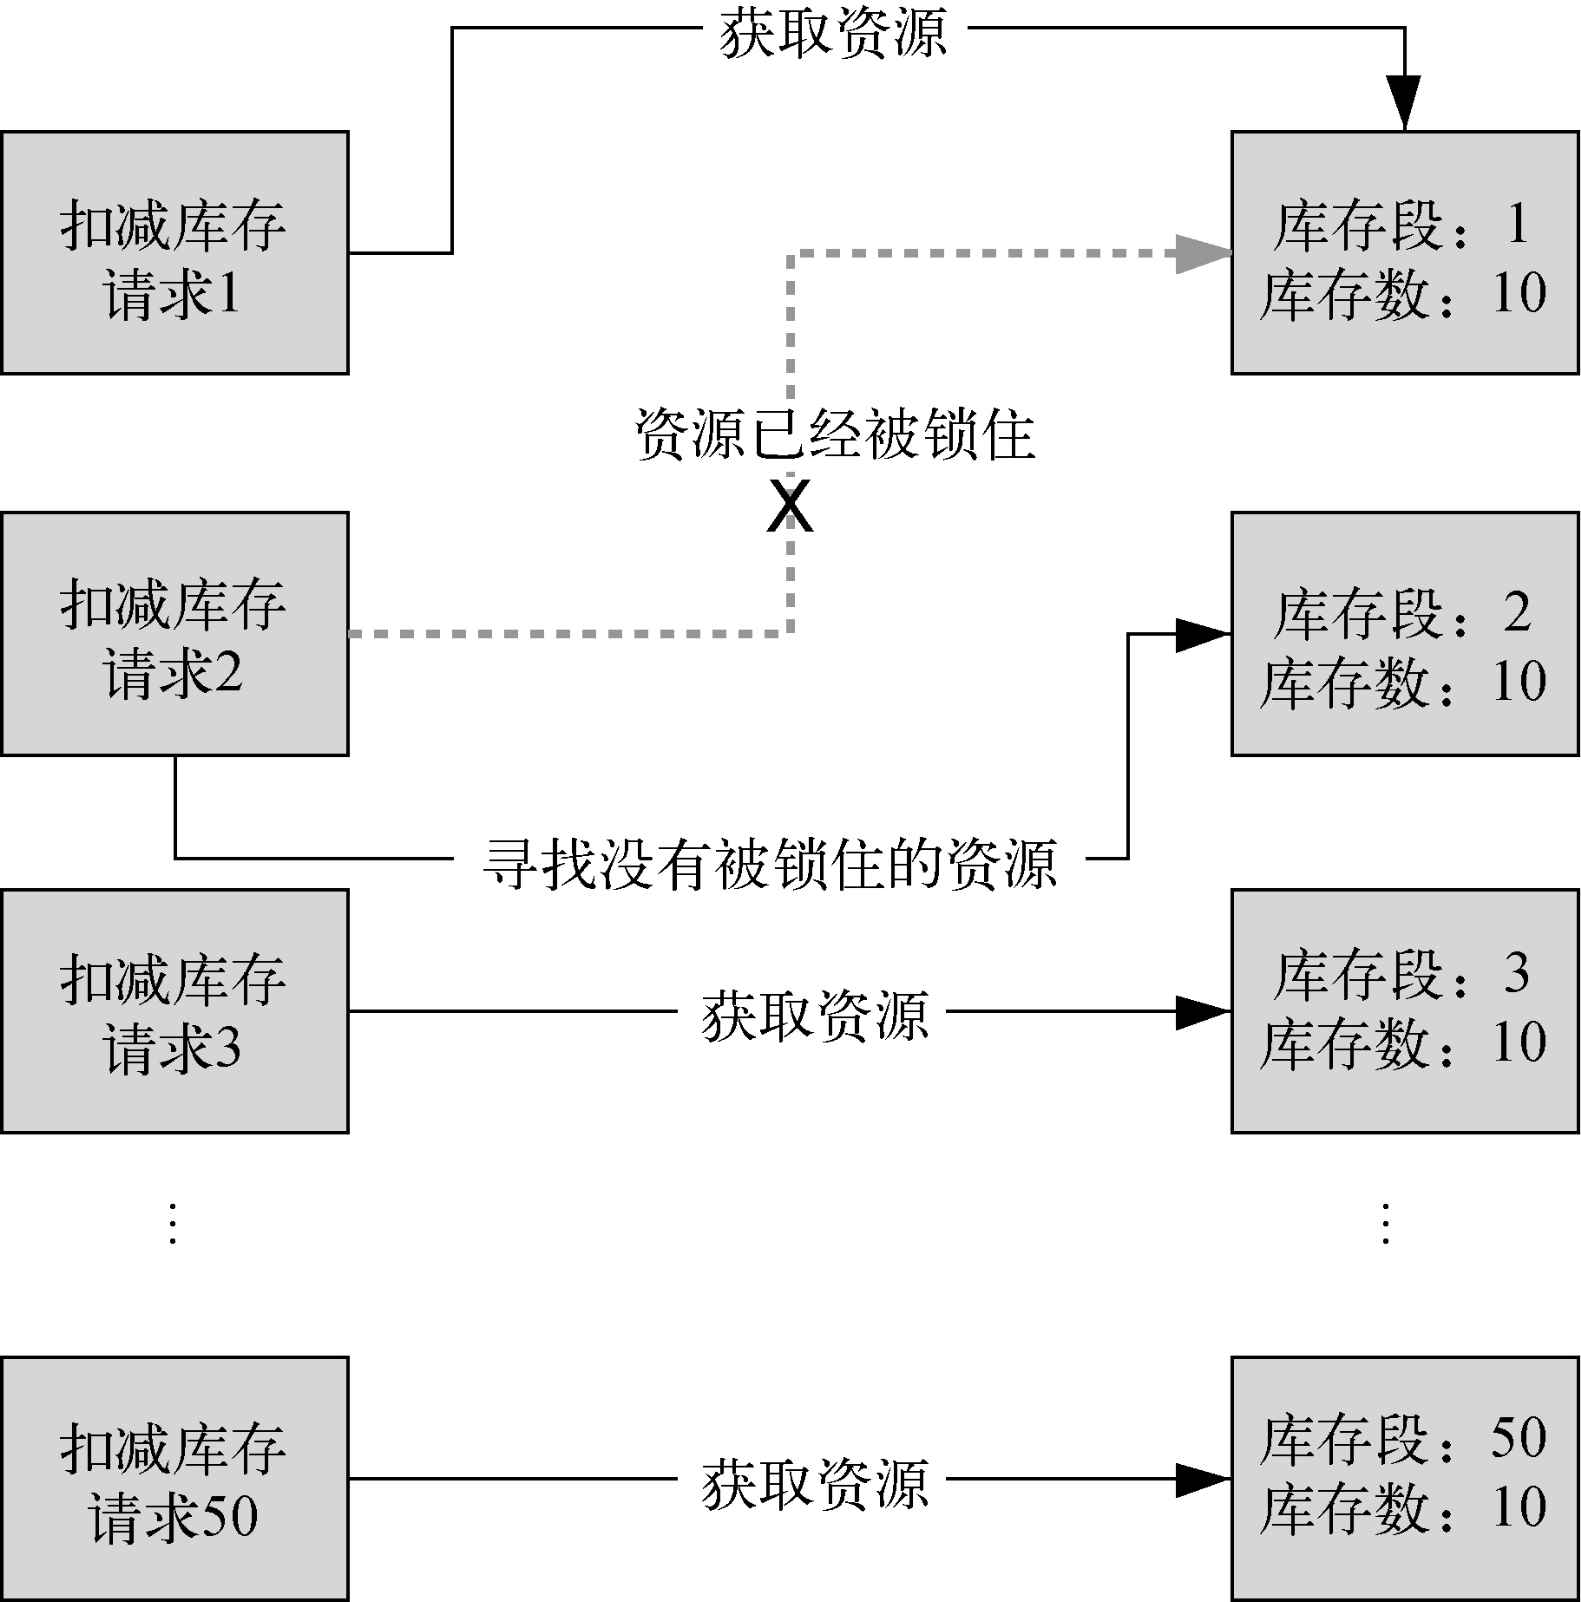 获取资源
扣减库存
请求1
库存段：1
库存数：10
资源已经被锁住
X
扣减库存
请求2
库存段：2
库存数：10
寻找没有被锁住的资源
扣减库存
请求3
获取资源
库存段：3
库存数：10
⋮
⋮
扣减库存
请求50
获取资源
库存段：50
库存数：10